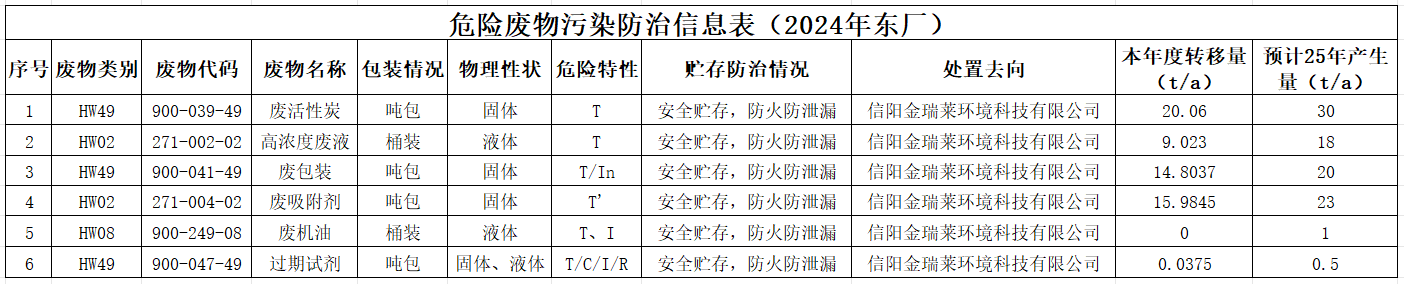 危险废物污染防治信息表（2024年东厂）
序号 废物类别 废物代码 废物名称 包装情况 物理性状 危险特性 贮存防治情况 处置去向 本年度转移量（t/a） 预计25年产生量（t/a）
1 HW49 900-039-49 废活性炭 吨包 固体 T 安全贮存，防火防泄漏 信阳金瑞莱环境科技有限公司 20.06 30
2 HW02 271-002-02 高浓度废液 桶装 液体 T 安全贮存，防火防泄漏 信阳金瑞莱环境科技有限公司 9.023 18
3 HW49 900-041-49 废包装 吨包 固体 T/In 安全贮存，防火防泄漏 信阳金瑞莱环境科技有限公司 14.8037 20
4 HW02 271-004-02 废吸附剂 吨包 固体 T' 安全贮存，防火防泄漏 信阳金瑞莱环境科技有限公司 15.9845 23
5 HW08 900-249-08 废机油 桶装 液体 T、I 安全贮存，防火防泄漏 信阳金瑞莱环境科技有限公司 0 1
6 HW49 900-047-49 过期试剂 吨包 固体、液体 T/C/I/R 安全贮存，防火防泄漏 信阳金瑞莱环境科技有限公司 0.0375 0.5